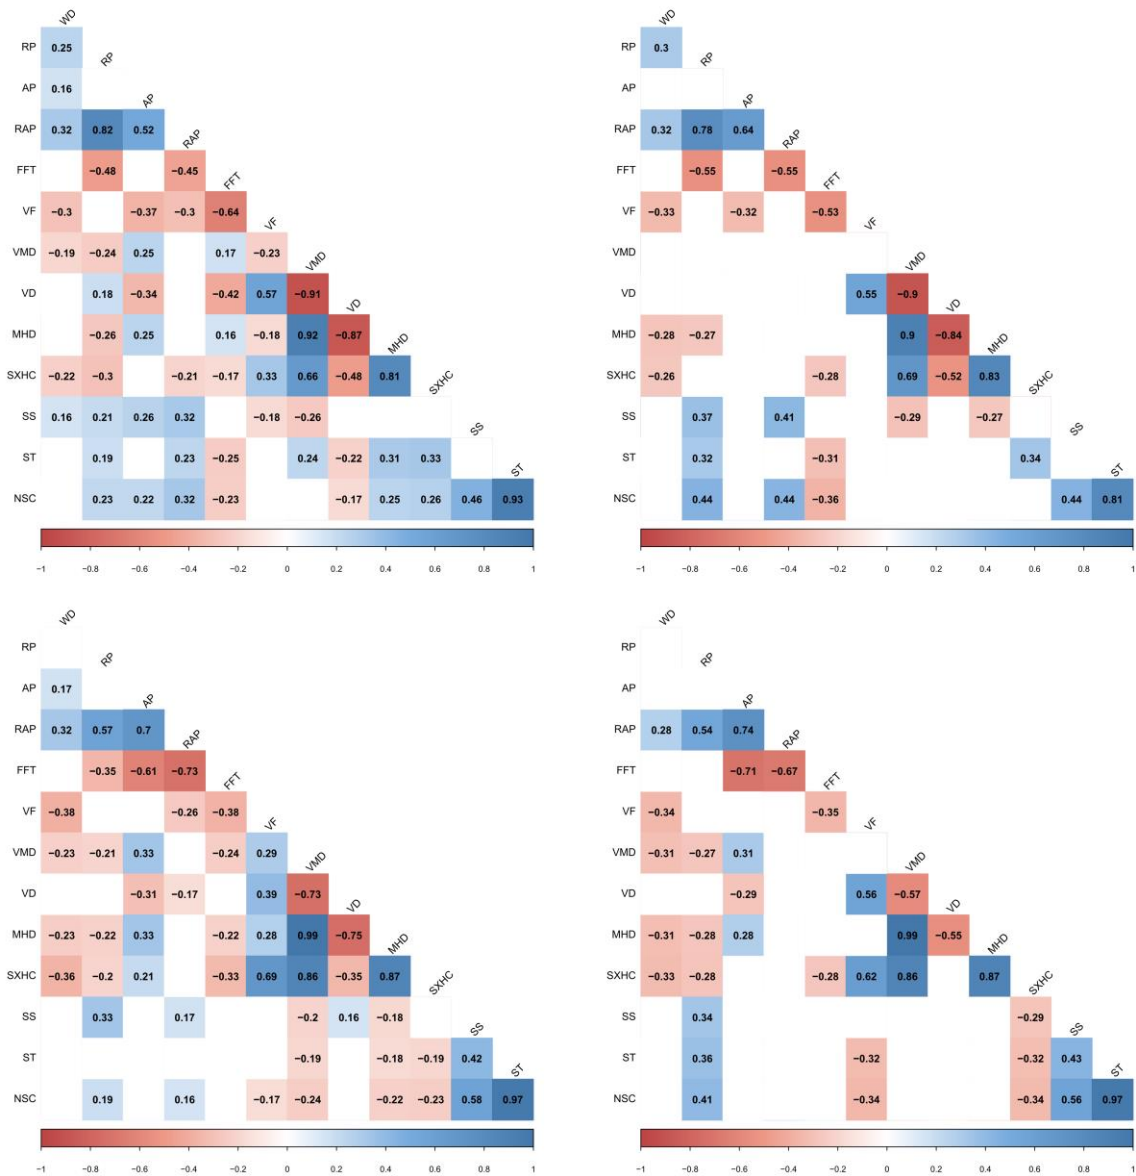 WD
RP 0.25
RP
AP 0.16
AP
RAP 0.32 0.82 0.52
RAP
FFT −0.48 −0.45
FFT
VF −0.3 −0.37 −0.3 −0.64
VF
VMD −0.19 −0.24 0.25 0.17 −0.23
VMD
VD 0.18 −0.34 −0.42 0.57 −0.91
VD
MHD −0.26 0.25 0.16 −0.18 0.92 −0.87
MHD
SXHC −0.22 −0.3 −0.21 −0.17 0.33 0.66 −0.48 0.81
SXHC
SS 0.16 0.21 0.26 0.32 −0.18 −0.26
SS
ST 0.19 0.23 −0.25 0.24 −0.22 0.31 0.33
ST
NSC 0.23 0.22 0.32 −0.23 −0.17 0.25 0.26 0.46 0.93
−1 −0.8 −0.6 −0.4 −0.2 0 0.2 0.4 0.6 0.8 1
WD
RP 0.3
RP
AP
AP
RAP 0.32 0.78 0.64
RAP
FFT −0.55 −0.55
FFT
VF −0.33 −0.32 −0.53
VF
VMD
VMD
VD 0.55 −0.9
VD
MHD −0.28 −0.27 0.9 −0.84
MHD
SXHC −0.26 −0.28 0.69 −0.52 0.83
SXHC
SS 0.37 0.41 −0.29 −0.27
SS
ST 0.32 −0.31 0.34
ST
NSC 0.44 0.44 −0.36 0.44 0.81
−1 −0.8 −0.6 −0.4 −0.2 0 0.2 0.4 0.6 0.8 1
WD
RP
RP
AP 0.17
AP
RAP 0.32 0.57 0.7
RAP
FFT −0.35 −0.61 −0.73
FFT
VF −0.38 −0.26 −0.38
VF
VMD −0.23 −0.21 0.33 −0.24 0.29
VMD
VD −0.31 −0.17 0.39 −0.73
VD
MHD −0.23 −0.22 0.33 −0.22 0.28 0.99 −0.75
MHD
SXHC −0.36 −0.2 0.21 −0.33 0.69 0.86 −0.35 0.87
SXHC
SS 0.33 0.17 −0.2 0.16 −0.18
SS
ST −0.19 −0.18 −0.19 0.42
ST
NSC 0.19 0.16 −0.17 −0.24 −0.22 −0.23 0.58 0.97
−1 −0.8 −0.6 −0.4 −0.2 0 0.2 0.4 0.6 0.8 1
WD
RP
RP
AP
AP
RAP 0.28 0.54 0.74
RAP
FFT −0.71 −0.67
FFT
VF −0.34 −0.35
VF
VMD −0.31 −0.27 0.31
VMD
VD −0.29 0.56 −0.57
VD
MHD −0.31 −0.28 0.28 0.99 −0.55
MHD
SXHC −0.33 −0.28 −0.28 0.62 0.86 0.87
SXHC
SS 0.34 −0.29
SS
ST 0.36 −0.32 −0.32 0.43
ST
NSC 0.41 −0.34 −0.34 0.56 0.97
−1 −0.8 −0.6 −0.4 −0.2 0 0.2 0.4 0.6 0.8 1